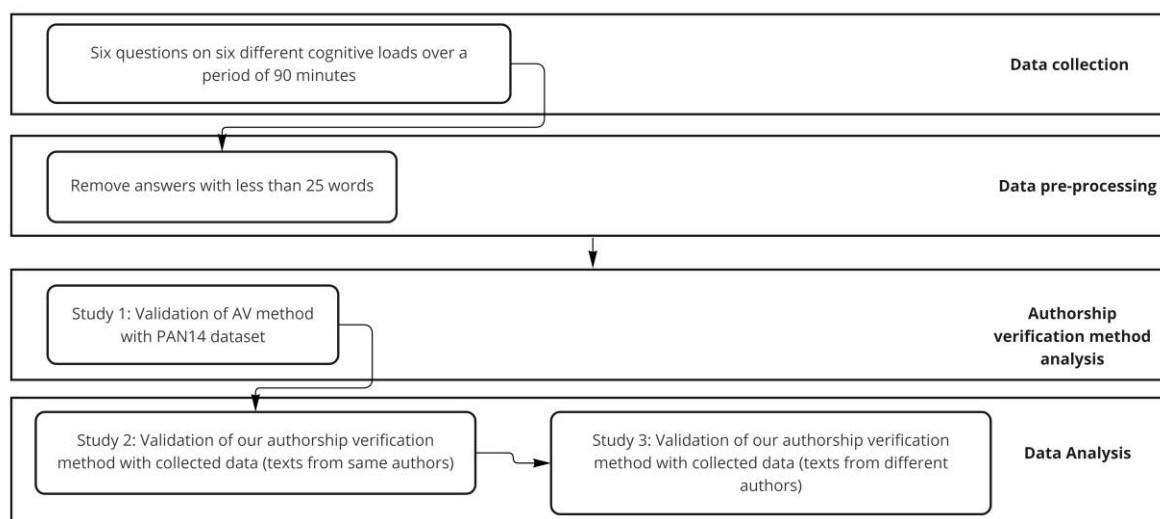 Six questions on six different cognitive loads over a
period of 90 minutes
Data collection
Remove answers with less than 25 words
Data pre-processing
Study 1: Validation of AV method
with PAN14 dataset
Authorship
verification method
analysis
Study 2: Validation of our authorship verification
method with collected data (texts from same authors)
Study 3: Validation of our authorship verification
method with collected data (texts from different
authors)
Data Analysis